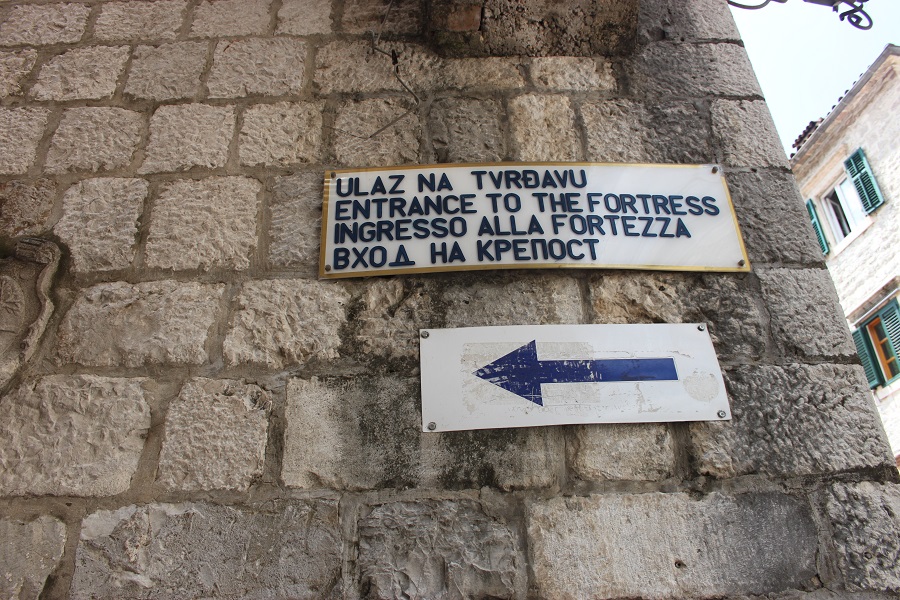 ULAZ NA TVRĐAVU
ENTRANCE TO THE FORTRESS
INGRESSO ALLA FORTEZZA
ВХОД НА КРЕПОСТ